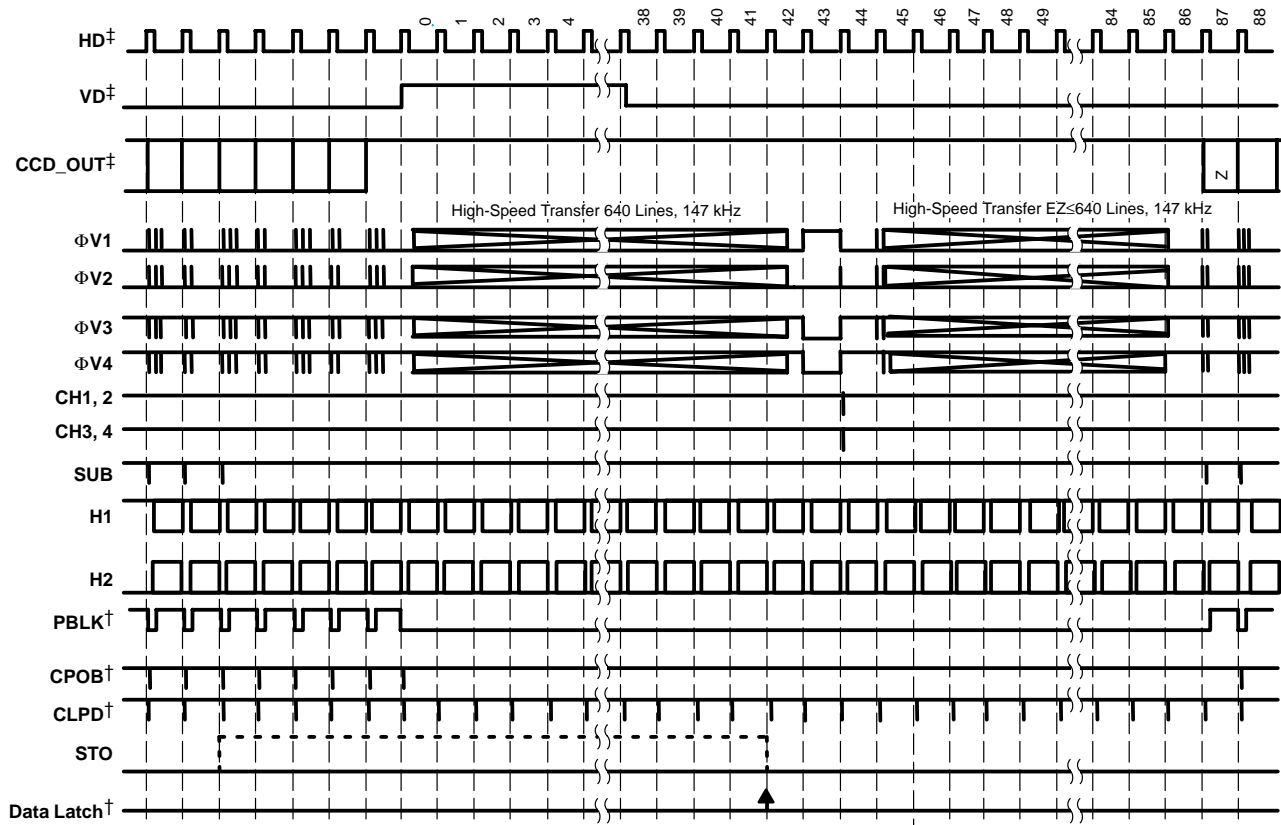 0 1 2 3 4 38 39 40 41 42 43 44 45 46 47 48 49 84 85 86 87 88
HD‡
VD‡
CCD_OUT‡
Z
High-Speed Transfer 640 Lines, 147 kHz
High-Speed Transfer EZ≤640 Lines, 147 kHz
ΦV1
ΦV2
ΦV3
ΦV4
CH1, 2
CH3, 4
SUB
H1
H2
PBLK†
CPOB†
CLPD†
STO
Data Latch†